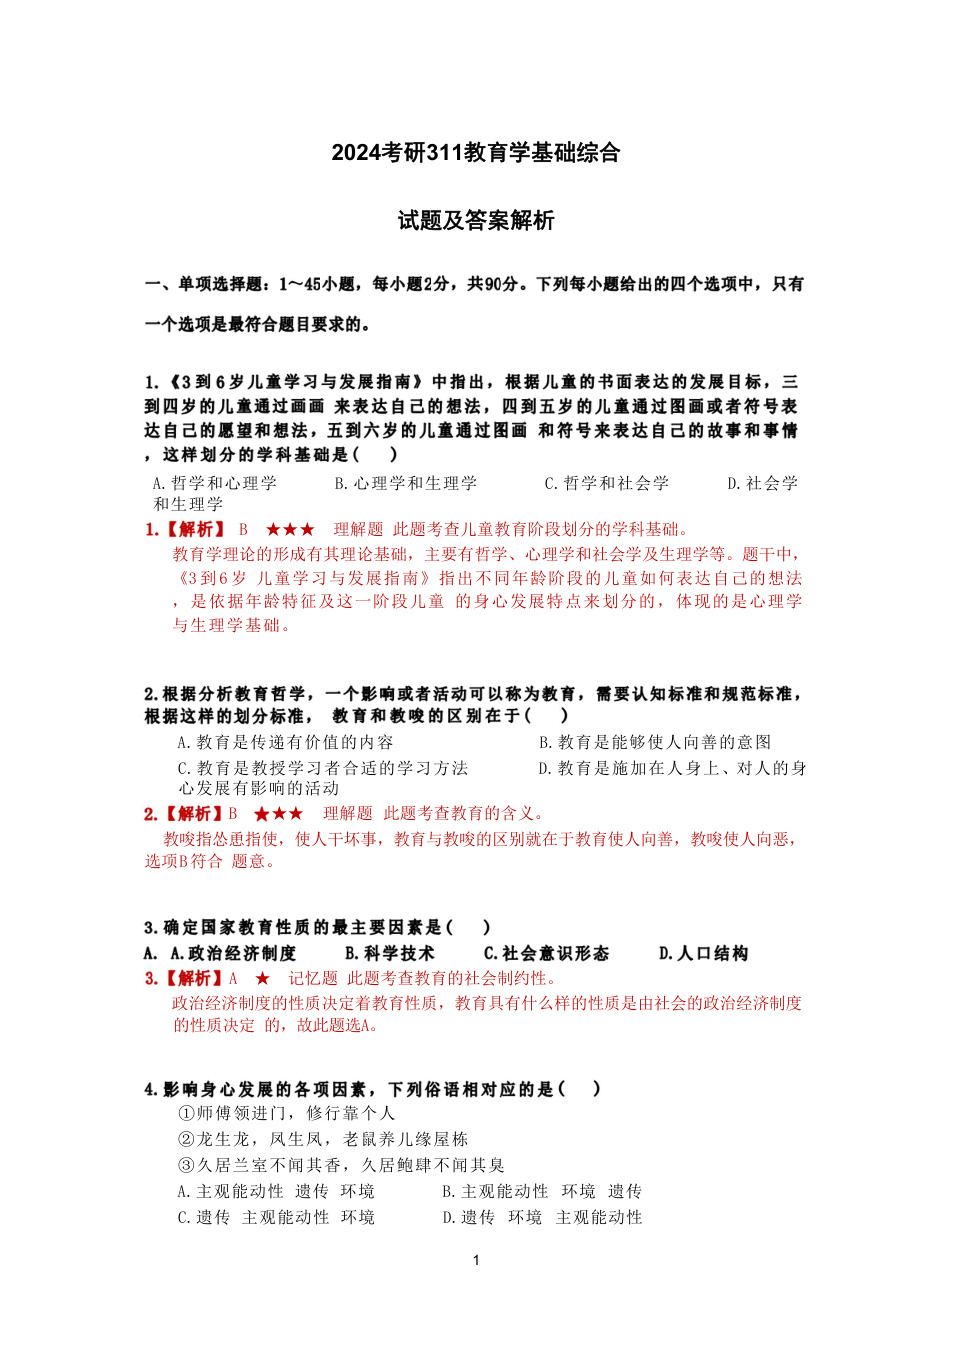 2024考研311教育学基础综合
试题及答案解析
一、单项选择题：1～45小题，每小题2分，共90分。下列每小题给出的四个选项中，只有
一个选项是最符合题目要求的。
1.《3到6岁儿童学习与发展指南》中指出，根据儿童的书面表达的发展目标，三
到四岁的儿童通过画画 来表达自己的想法，四到五岁的儿童通过图画或者符号表
达自己的愿望和想法，五到六岁的儿童通过图画 和符号来表达自己的故事和事情
，这样划分的学科基础是( )
A.哲学和心理学 B.心理学和生理学 C.哲学和社会学 D.社会学
和生理学
1.【解析】 B ★★★ 理解题 此题考查儿童教育阶段划分的学科基础。
教育学理论的形成有其理论基础，主要有哲学、心理学和社会学及生理学等。题干中，
《3到6岁 儿童学习与发展指南》指出不同年龄阶段的儿童如何表达自己的想法
，是依据年龄特征及这一阶段儿童 的身心发展特点来划分的，体现的是心理学
与生理学基础。
2.根据分析教育哲学，一个影响或者活动可以称为教育，需要认知标准和规范标准，
根据这样的划分标准， 教育和教唆的区别在于( )
A.教育是传递有价值的内容 B.教育是能够使人向善的意图
C.教育是教授学习者合适的学习方法 D.教育是施加在人身上、对人的身
心发展有影响的活动
2.【解析】B ★★★ 理解题 此题考查教育的含义。
教唆指怂恿指使，使人干坏事，教育与教唆的区别就在于教育使人向善，教唆使人向恶，
选项B符合 题意。
3.确定国家教育性质的最主要因素是( )
A. A.政治经济制度 B.科学技术 C.社会意识形态 D.人口结构
3.【解析】A ★ 记忆题 此题考查教育的社会制约性。
政治经济制度的性质决定着教育性质，教育具有什么样的性质是由社会的政治经济制度
的性质决定 的，故此题选A。
4.影响身心发展的各项因素，下列俗语相对应的是( )
①师傅领进门，修行靠个人
②龙生龙，凤生凤，老鼠养儿缘屋栋
③久居兰室不闻其香，久居鲍肆不闻其臭
A.主观能动性 遗传 环境 B.主观能动性 环境 遗传
C.遗传 主观能动性 环境 D.遗传 环境 主观能动性
1